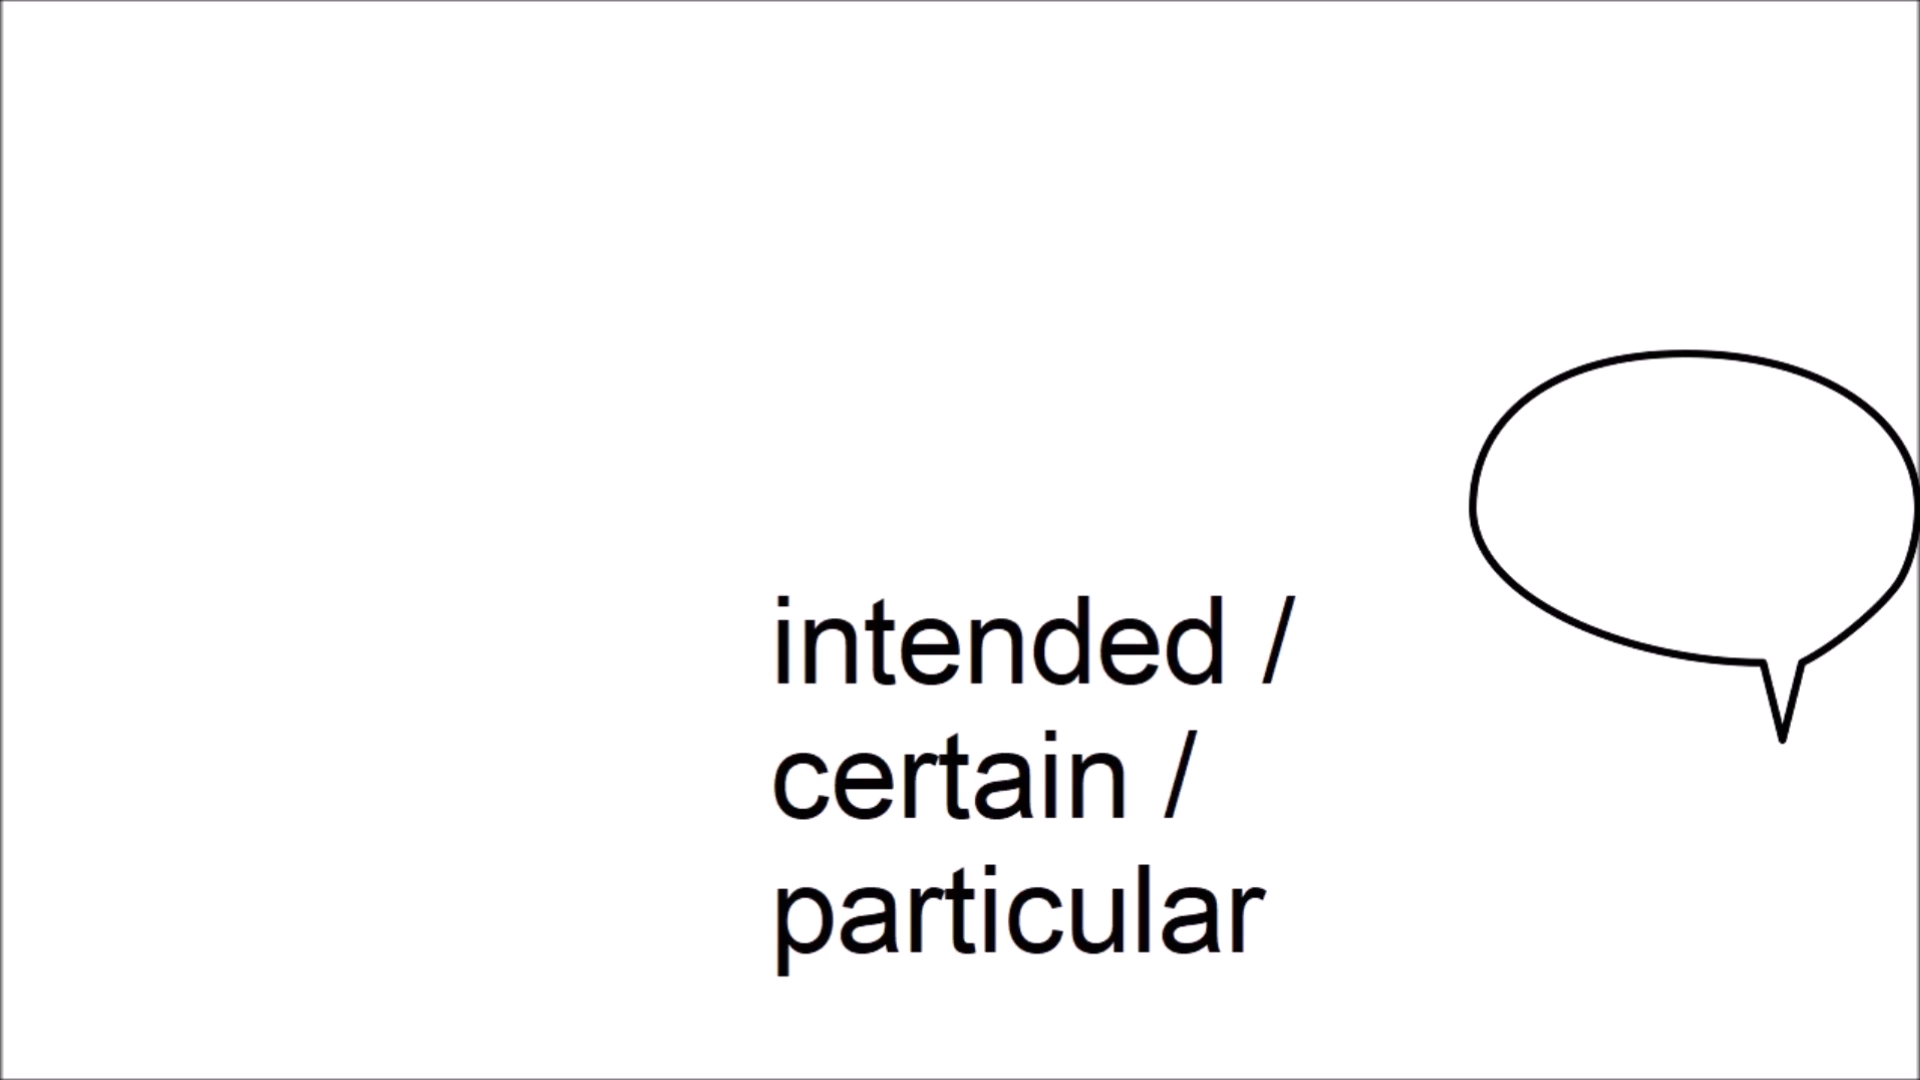 intended /
certain /
particular